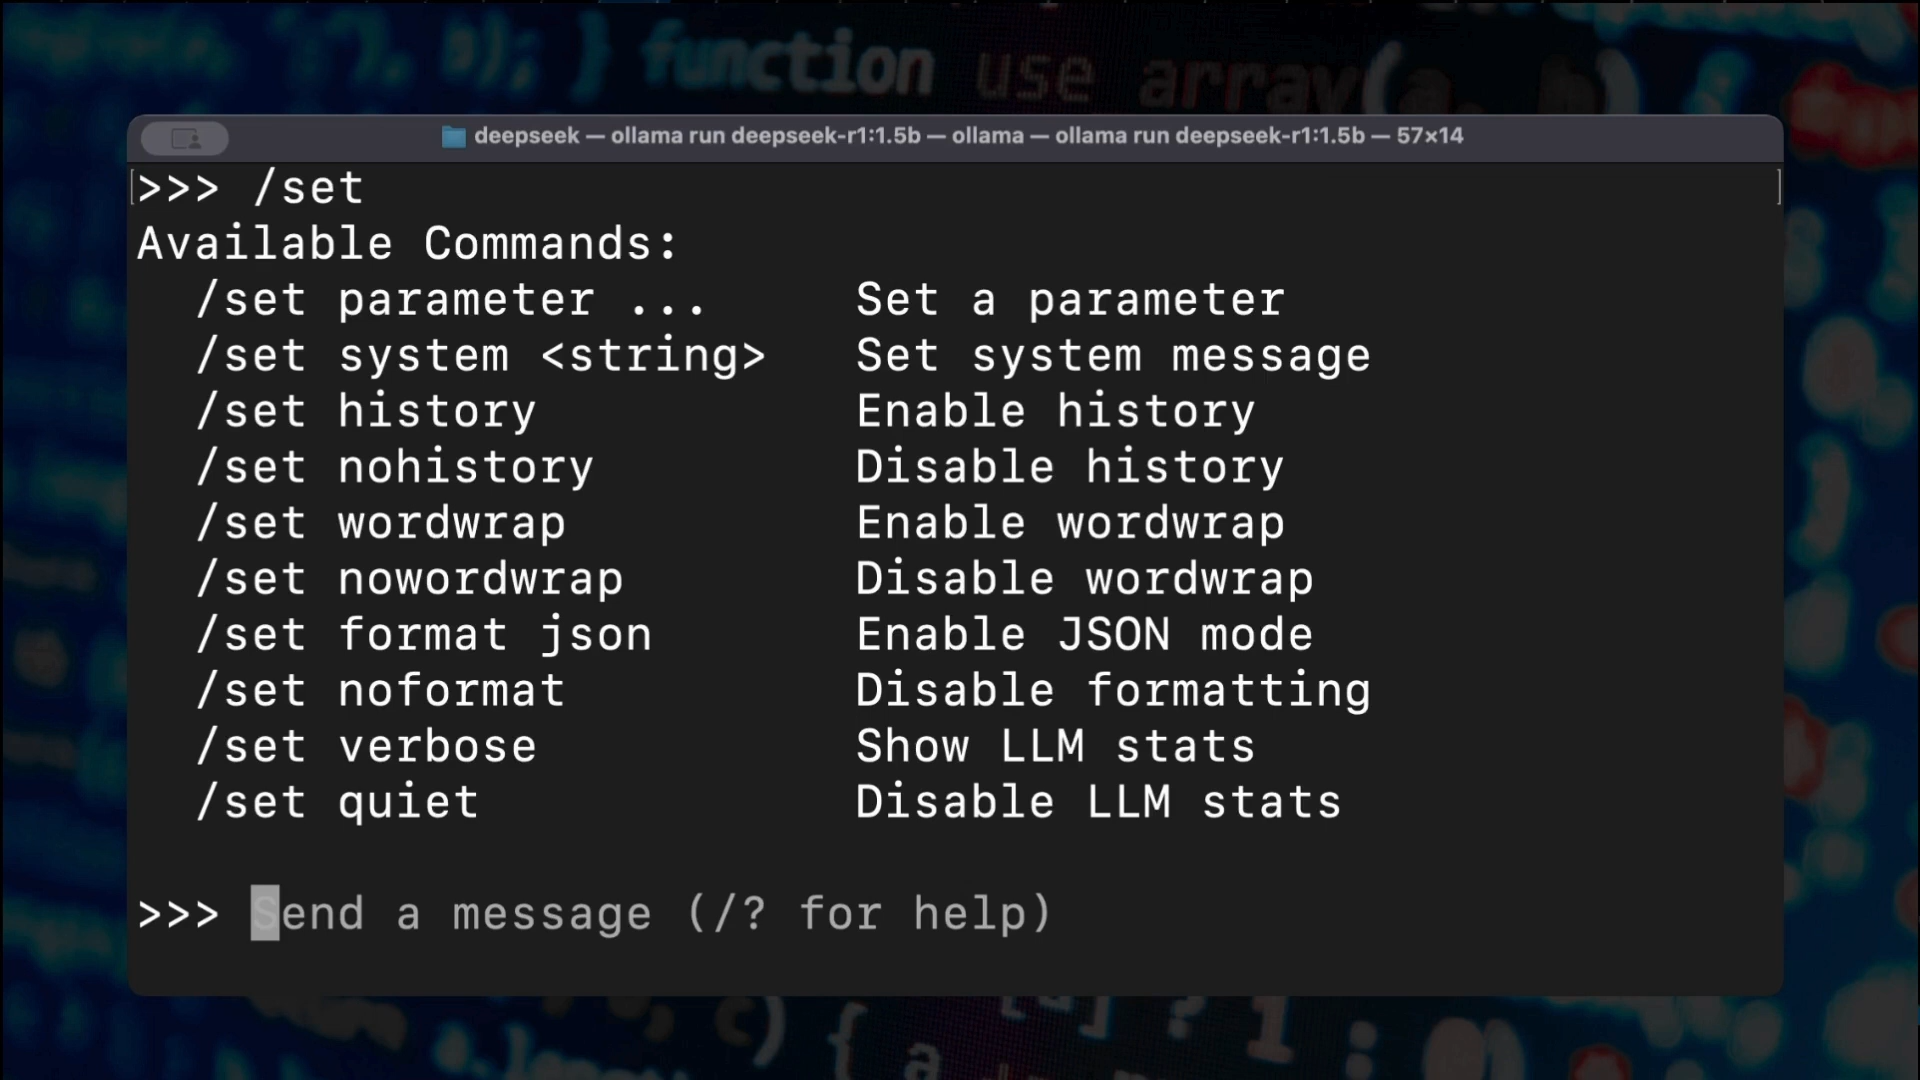 function use array(a,
deepseek — ollama run deepseek-r1:1.5b — ollama — ollama run deepseek-r1:1.5b — 57×14
>>> /set
Available Commands:
  /set parameter ...     Set a parameter
  /set system <string>   Set system message
  /set history           Enable history
  /set nohistory         Disable history
  /set wordwrap          Enable wordwrap
  /set nowordwrap        Disable wordwrap
  /set format json       Enable JSON mode
  /set noformat          Disable formatting
  /set verbose           Show LLM stats
  /set quiet             Disable LLM stats
>>> Send a message (/? for help)